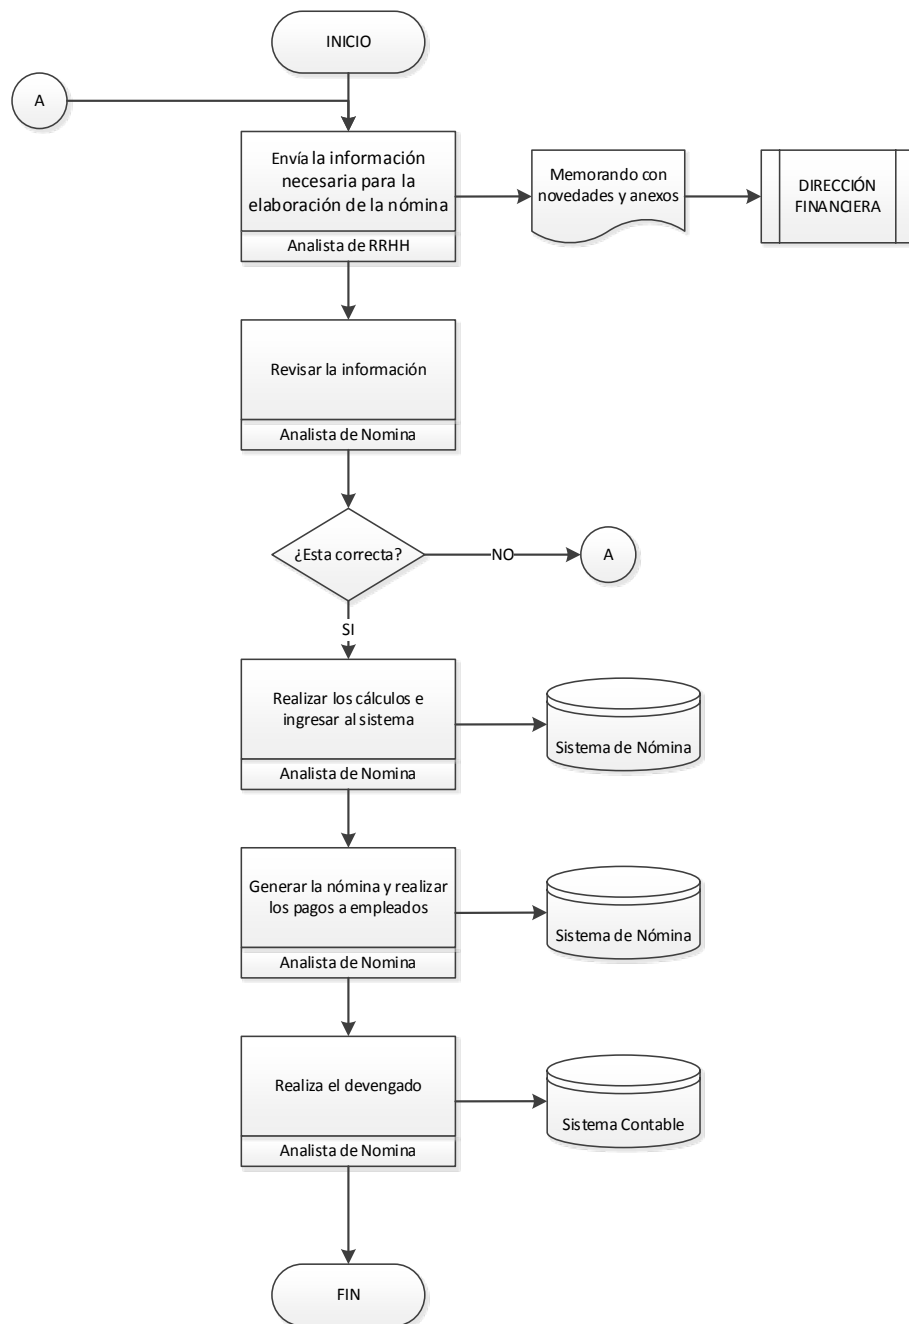 INICIO
A
Envía la información
necesaria para la
elaboración de la nómina
Analista de RRHH
Memorando con
novedades y anexos
DIRECCIÓN
FINANCIERA
Revisar la información
Analista de Nomina
¿Esta correcta?
NO
A
SI
Realizar los cálculos e
ingresar al sistema
Analista de Nomina
Sistema de Nómina
Generar la nómina y realizar
los pagos a empleados
Analista de Nomina
Sistema de Nómina
Realiza el devengado
Analista de Nomina
Sistema Contable
FIN